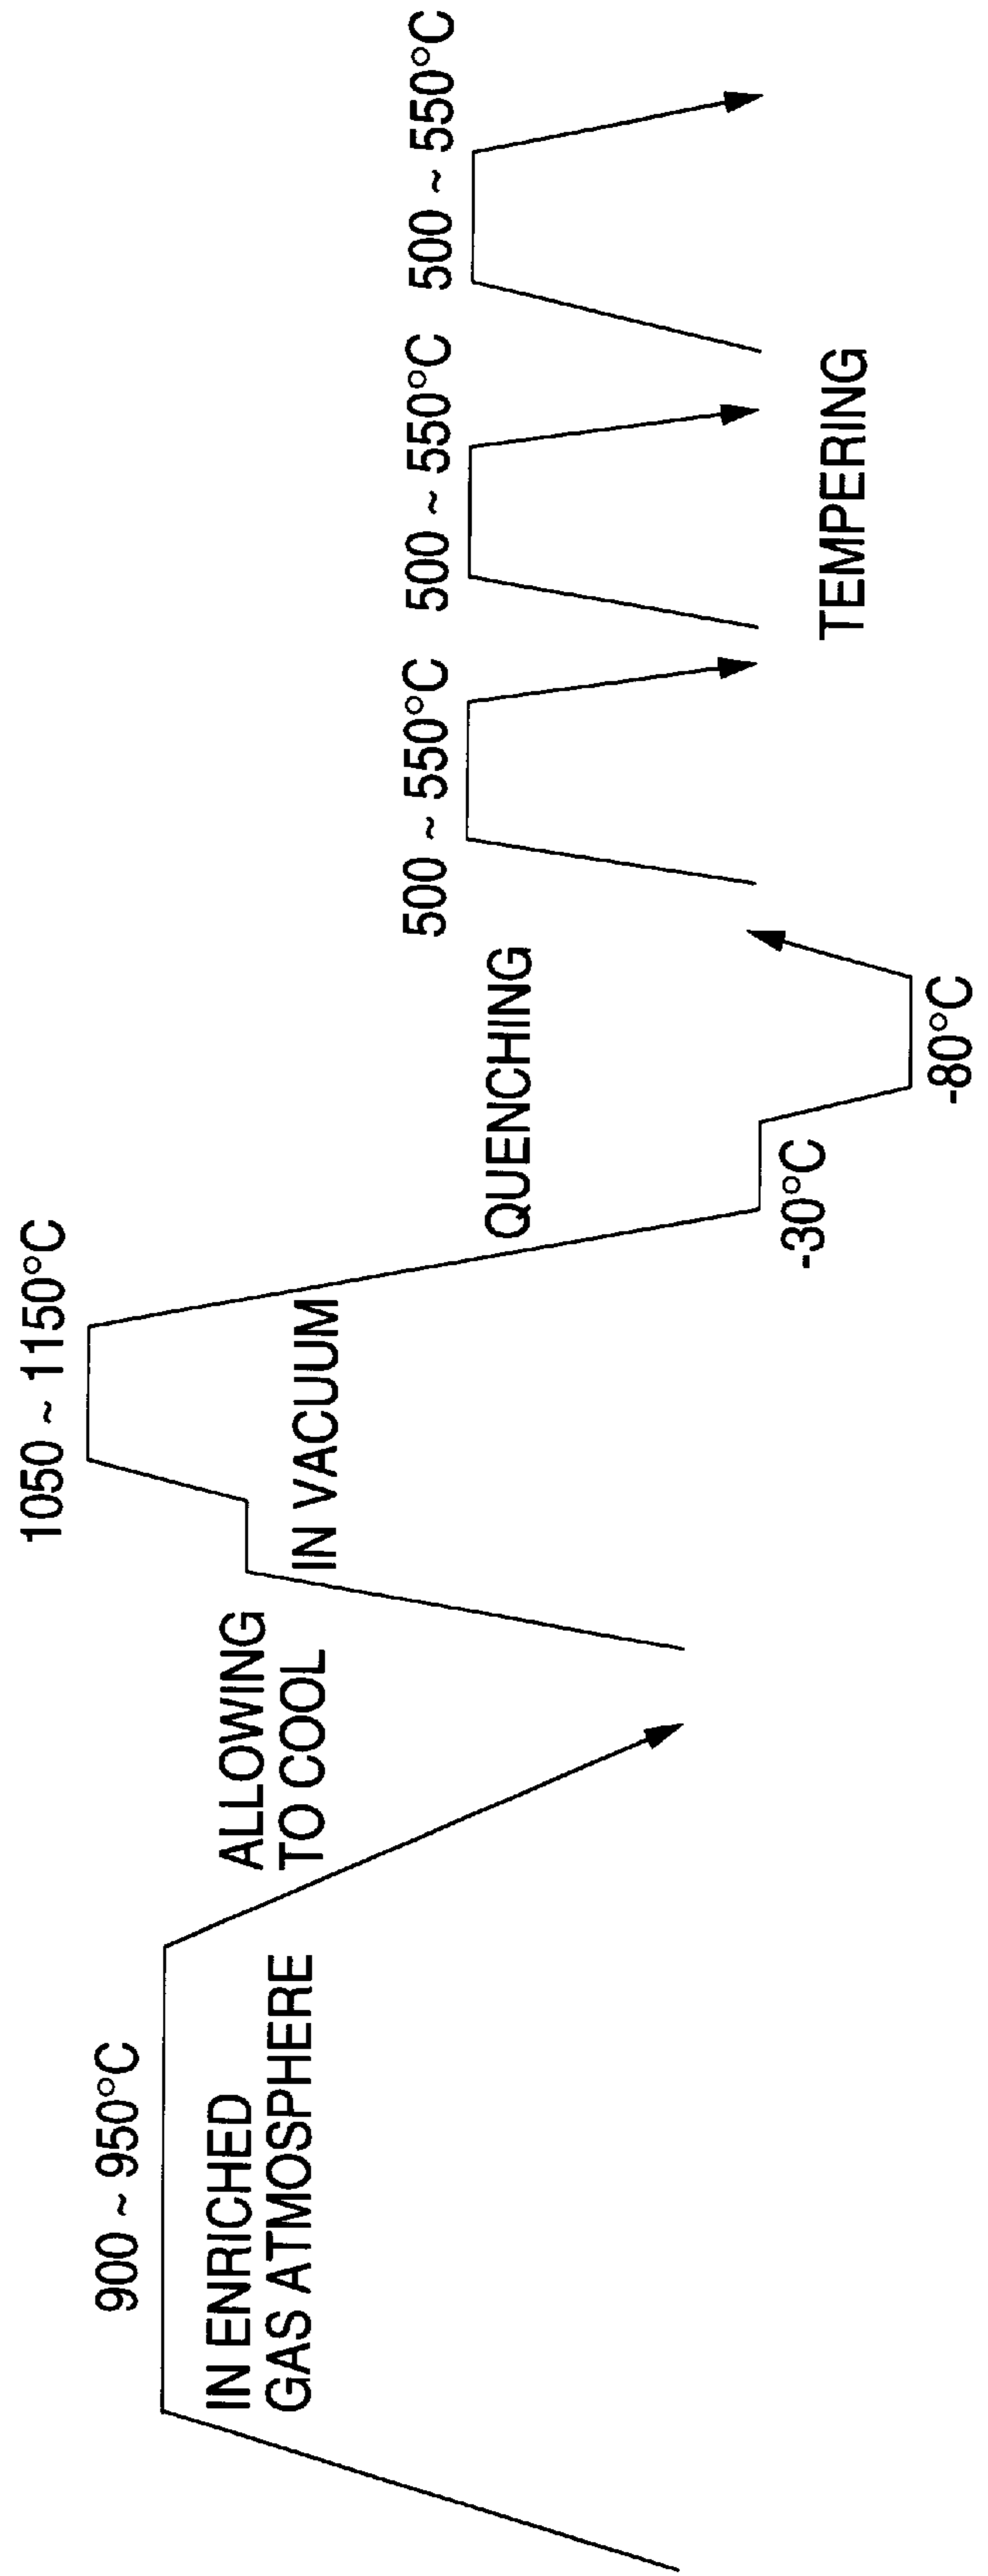 900 ~ 950°C
IN ENRICHED
GAS ATMOSPHERE
ALLOWING
TO COOL
1050 ~ 1150°C
IN VACUUM
QUENCHING
-30°C
-80°C
500 ~ 550°C
500 ~ 550°C
500 ~ 550°C
TEMPERING